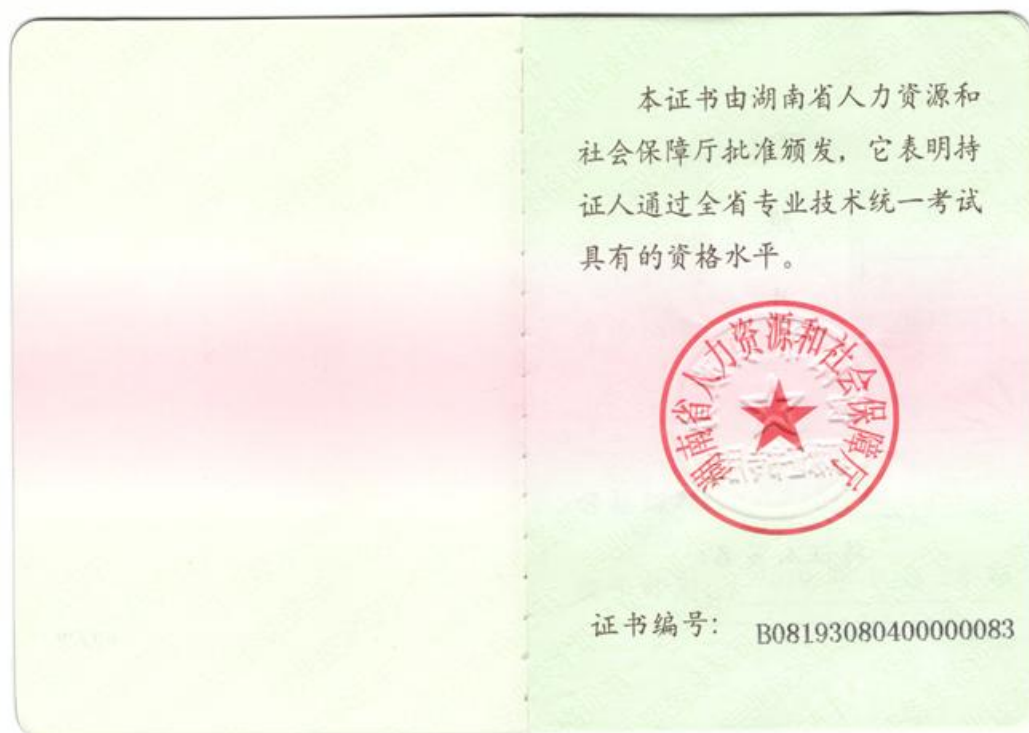 本证书由湖南省人力资源和
社会保障厅批准颁发，它表明持
证人通过全省专业技术统一考试
具有的资格水平。
湖南省人力资源和社会保障厅
证书编号：B08193080400000083